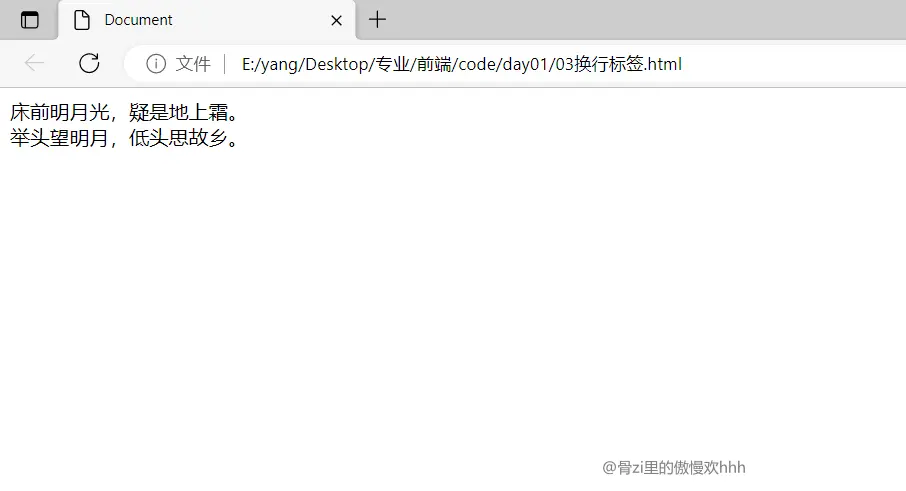 Document
文件
E:/yang/Desktop/专业/前端/code/day01/03换行标签.html
床前明月光，疑是地上霜。
举头望明月，低头思故乡。
@骨zi里的傲慢欢hhh